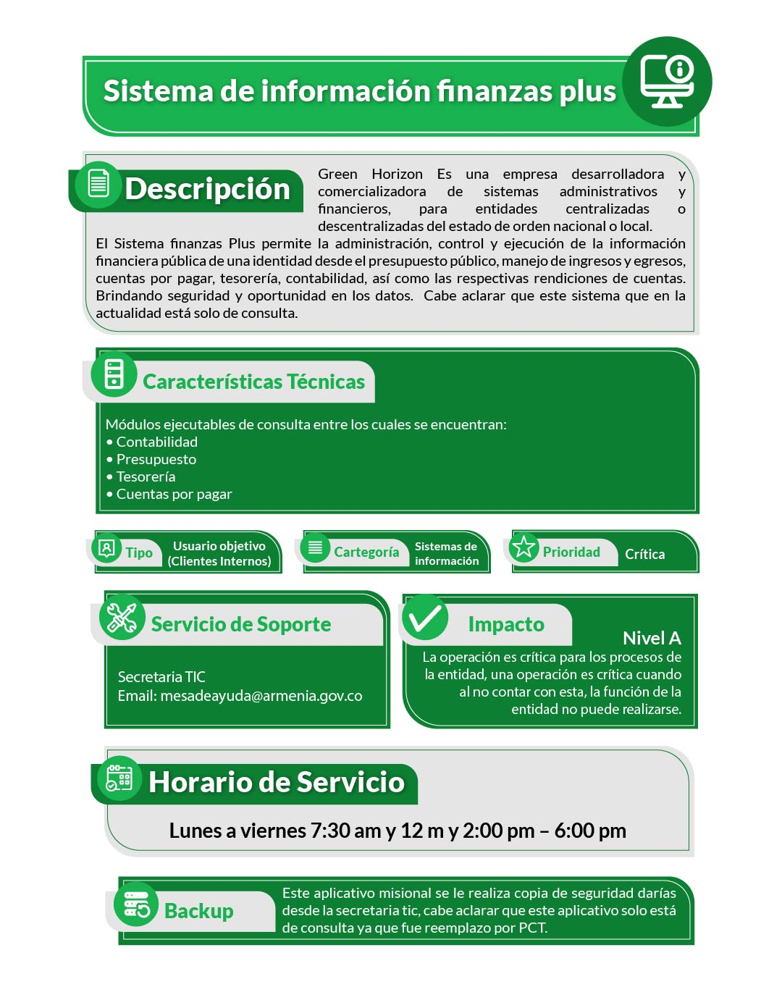 Sistema de información finanzas plus
Descripción
Green Horizon Es una empresa desarrolladora y
comercializadora de sistemas administrativos y
financieros, para entidades centralizadas o
descentralizadas del estado de orden nacional o local.
El Sistema finanzas Plus permite la administración, control y ejecución de la información
financiera pública de una identidad desde el presupuesto público, manejo de ingresos y egresos,
cuentas por pagar, tesorería, contabilidad, así como las respectivas rendiciones de cuentas.
Brindando seguridad y oportunidad en los datos. Cabe aclarar que este sistema que en la
actualidad está solo de consulta.
Características Técnicas
Módulos ejecutables de consulta entre los cuales se encuentran:
• Contabilidad
• Presupuesto
• Tesorería
• Cuentas por pagar
Tipo
Usuario objetivo
(Clientes Internos)
Cartegoría
Sistemas de
información
Prioridad
Crítica
Servicio de Soporte
Secretaria TIC
Email: mesadeayuda@armenia.gov.co
Impacto
Nivel A
La operación es crítica para los procesos de
la entidad, una operación es crítica cuando
al no contar con esta, la función de la
entidad no puede realizarse.
Horario de Servicio
Lunes a viernes 7:30 am y 12 m y 2:00 pm – 6:00 pm
Backup
Este aplicativo misional se le realiza copia de seguridad darías
desde la secretaria tic, cabe aclarar que este aplicativo solo está
de consulta ya que fue reemplazo por PCT.